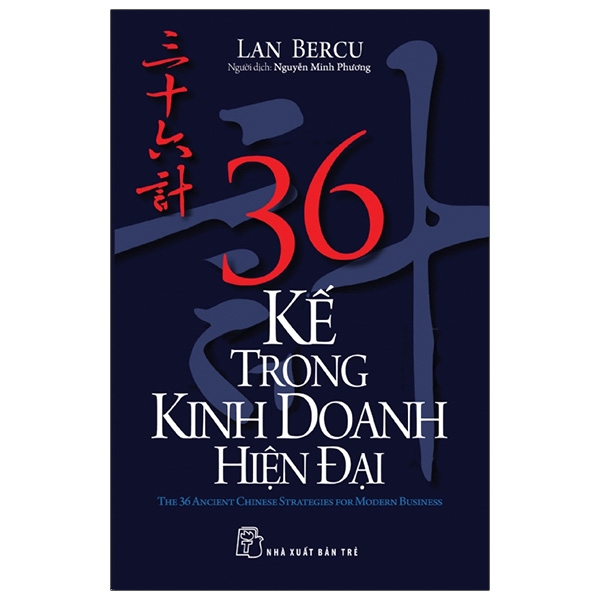 LAN BERCU
Người dịch: Nguyễn Minh Phương
三十六計
計
36
KẾ
TRONG
KINH DOANH
HIỆN ĐẠI
THE 36 ANCIENT CHINESE STRATEGIES FOR MODERN BUSINESS
NHÀ XUẤT BẢN TRẺ